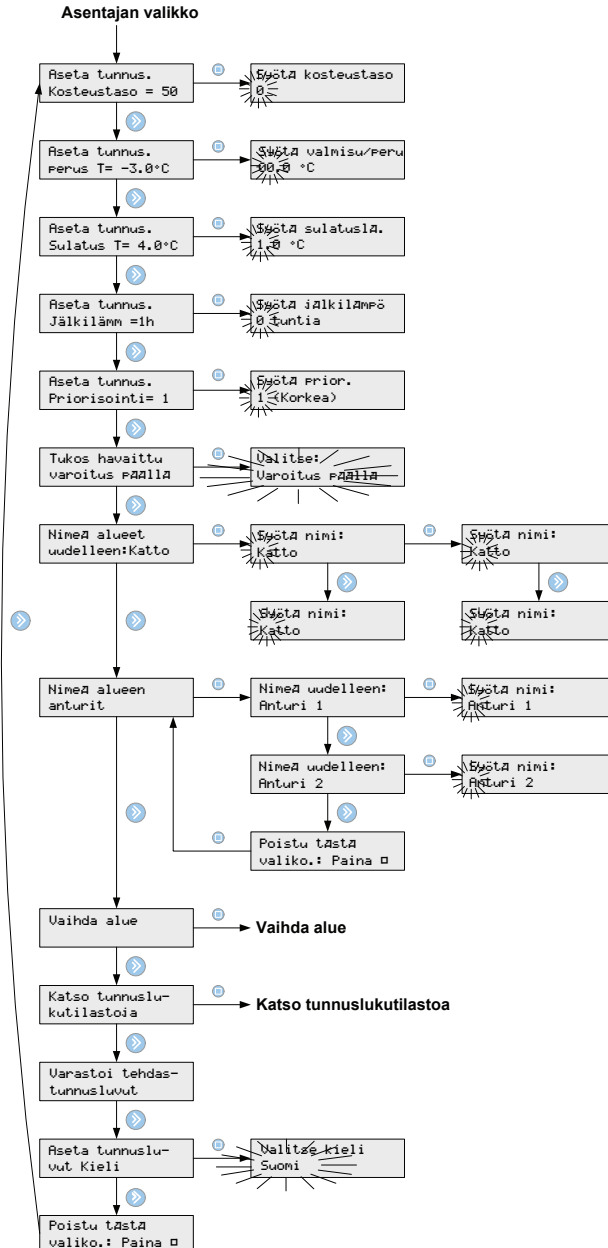 Asentajan valikko
Aseta tunnus.
Kosteustaso = 50
Syötä kosteustaso
0
Aseta tunnus.
perus T= -3.0°C
Syötä valmisu/peru
00.0 °C
Aseta tunnus.
Sulatus T= 4.0°C
Syötä sulatuslä.
1.0 °C
Aseta tunnus.
Jälkilämm =1h
Syötä jälkilämpö
0 tuntia
Aseta tunnus.
Priorisointi= 1
Syötä prior.
1 (Korkea)
Tukos havaittu
varoitus päällä
Valitse:
Varoitus päällä
Nimeä alueet
uudelleen:Katto
Syötä nimi:
Katto
Syötä nimi:
Katto
Syötä nimi:
Katto
Syötä nimi:
Katto
Nimeä alueen
anturit
Nimeä uudelleen:
Anturi 1
Syötä nimi:
Anturi 1
Nimeä uudelleen:
Anturi 2
Syötä nimi:
Anturi 2
Poistu tästä
valiko.: Paina □
Vaihda alue
Vaihda alue
Katso tunnuslu-
kutilastoia
Katso tunnuslukutilastoa
Varastoi tehdas-
tunnusluvut
Aseta tunnuslu-
vut Kieli
Valitse kieli
Suomi
Poistu tästä
valiko.: Paina □